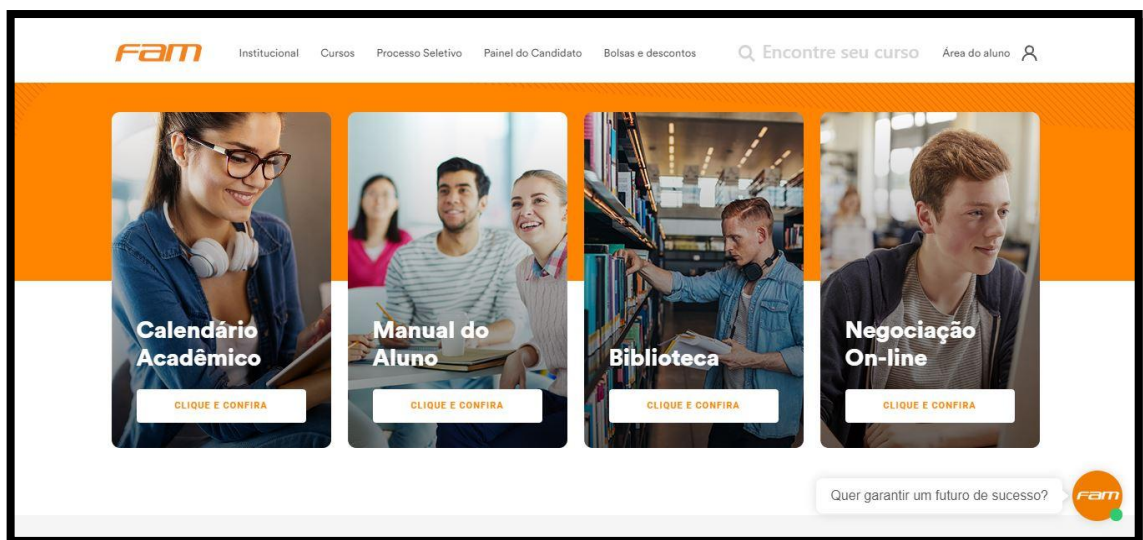 Fam
Institucional
Cursos
Processo Seletivo
Painel do Candidato
Bolsas e descontos
Encontre seu curso
Área do aluno
Calendário
Acadêmico
CLIQUE E CONFIRA
Manual do
Aluno
CLIQUE E CONFIRA
Biblioteca
CLIQUE E CONFIRA
Negociação
On-line
CLIQUE E CONFIRA
Quer garantir um futuro de sucesso?
Fam